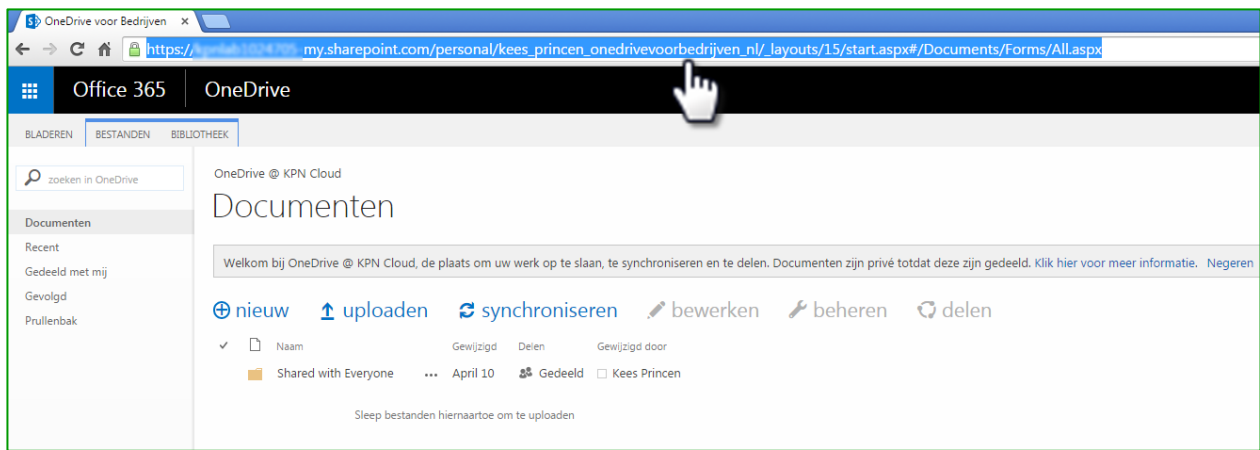 OneDrive voor Bedrijven ×
https:// my.sharepoint.com/personal/kees_princen_onedrivevoorbedrijven_nl/_layouts/15/start.aspx#/Documents/Forms/All.aspx
Office 365 OneDrive
BLADEREN BESTANDEN BIBLIOTHEEK
zoeken in OneDrive
Documenten
Recent
Gedeeld met mij
Gevolgd
Prullenbak
OneDrive @ KPN Cloud
Documenten
Welkom bij OneDrive @ KPN Cloud, de plaats om uw werk op te slaan, te synchroniseren en te delen. Documenten zijn privé totdat deze zijn gedeeld. Klik hier voor meer informatie. Negeren
nieuw uploaden synchroniseren bewerken beheren delen
Naam Gewijzigd Delen Gewijzigd door
Shared with Everyone ... April 10 Gedeeld Kees Princen
Sleep bestanden hiernaartoe om te uploaden